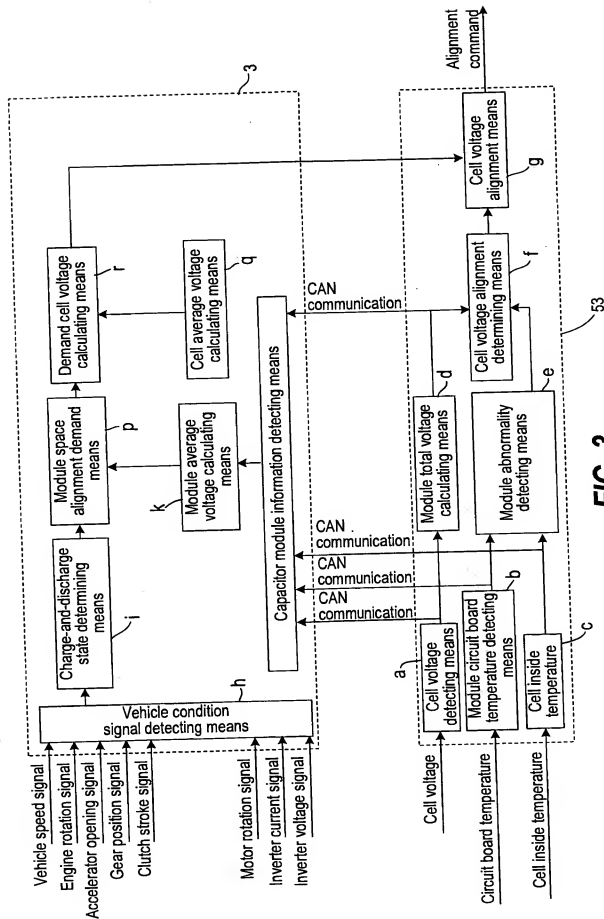 Vehicle speed signal
Engine rotation signal
Accelerator opening signal
Gear position signal
Clutch stroke signal
Motor rotation signal
Inverter current signal
Inverter voltage signal
Vehicle condition
signal detecting means
h
Charge-and-discharge
state determining
means
i
Module space
alignment demand
means
p
Demand cell voltage
calculating means
r
Module average
voltage calculating
means
k
Cell average voltage
calculating means
q
Capacitor module information detecting means
3
CAN
communication
CAN
communication
CAN
communication
CAN
communication
Cell voltage
Circuit board temperature
Cell inside temperature
a
Cell voltage
detecting means
Module circuit board
temperature detecting
means
b
Cell inside
temperature
c
Module total voltage
calculating means
d
Module abnormality
detecting means
e
Cell voltage alignment
determining means
f
Cell voltage
alignment means
g
Alignment
command
53